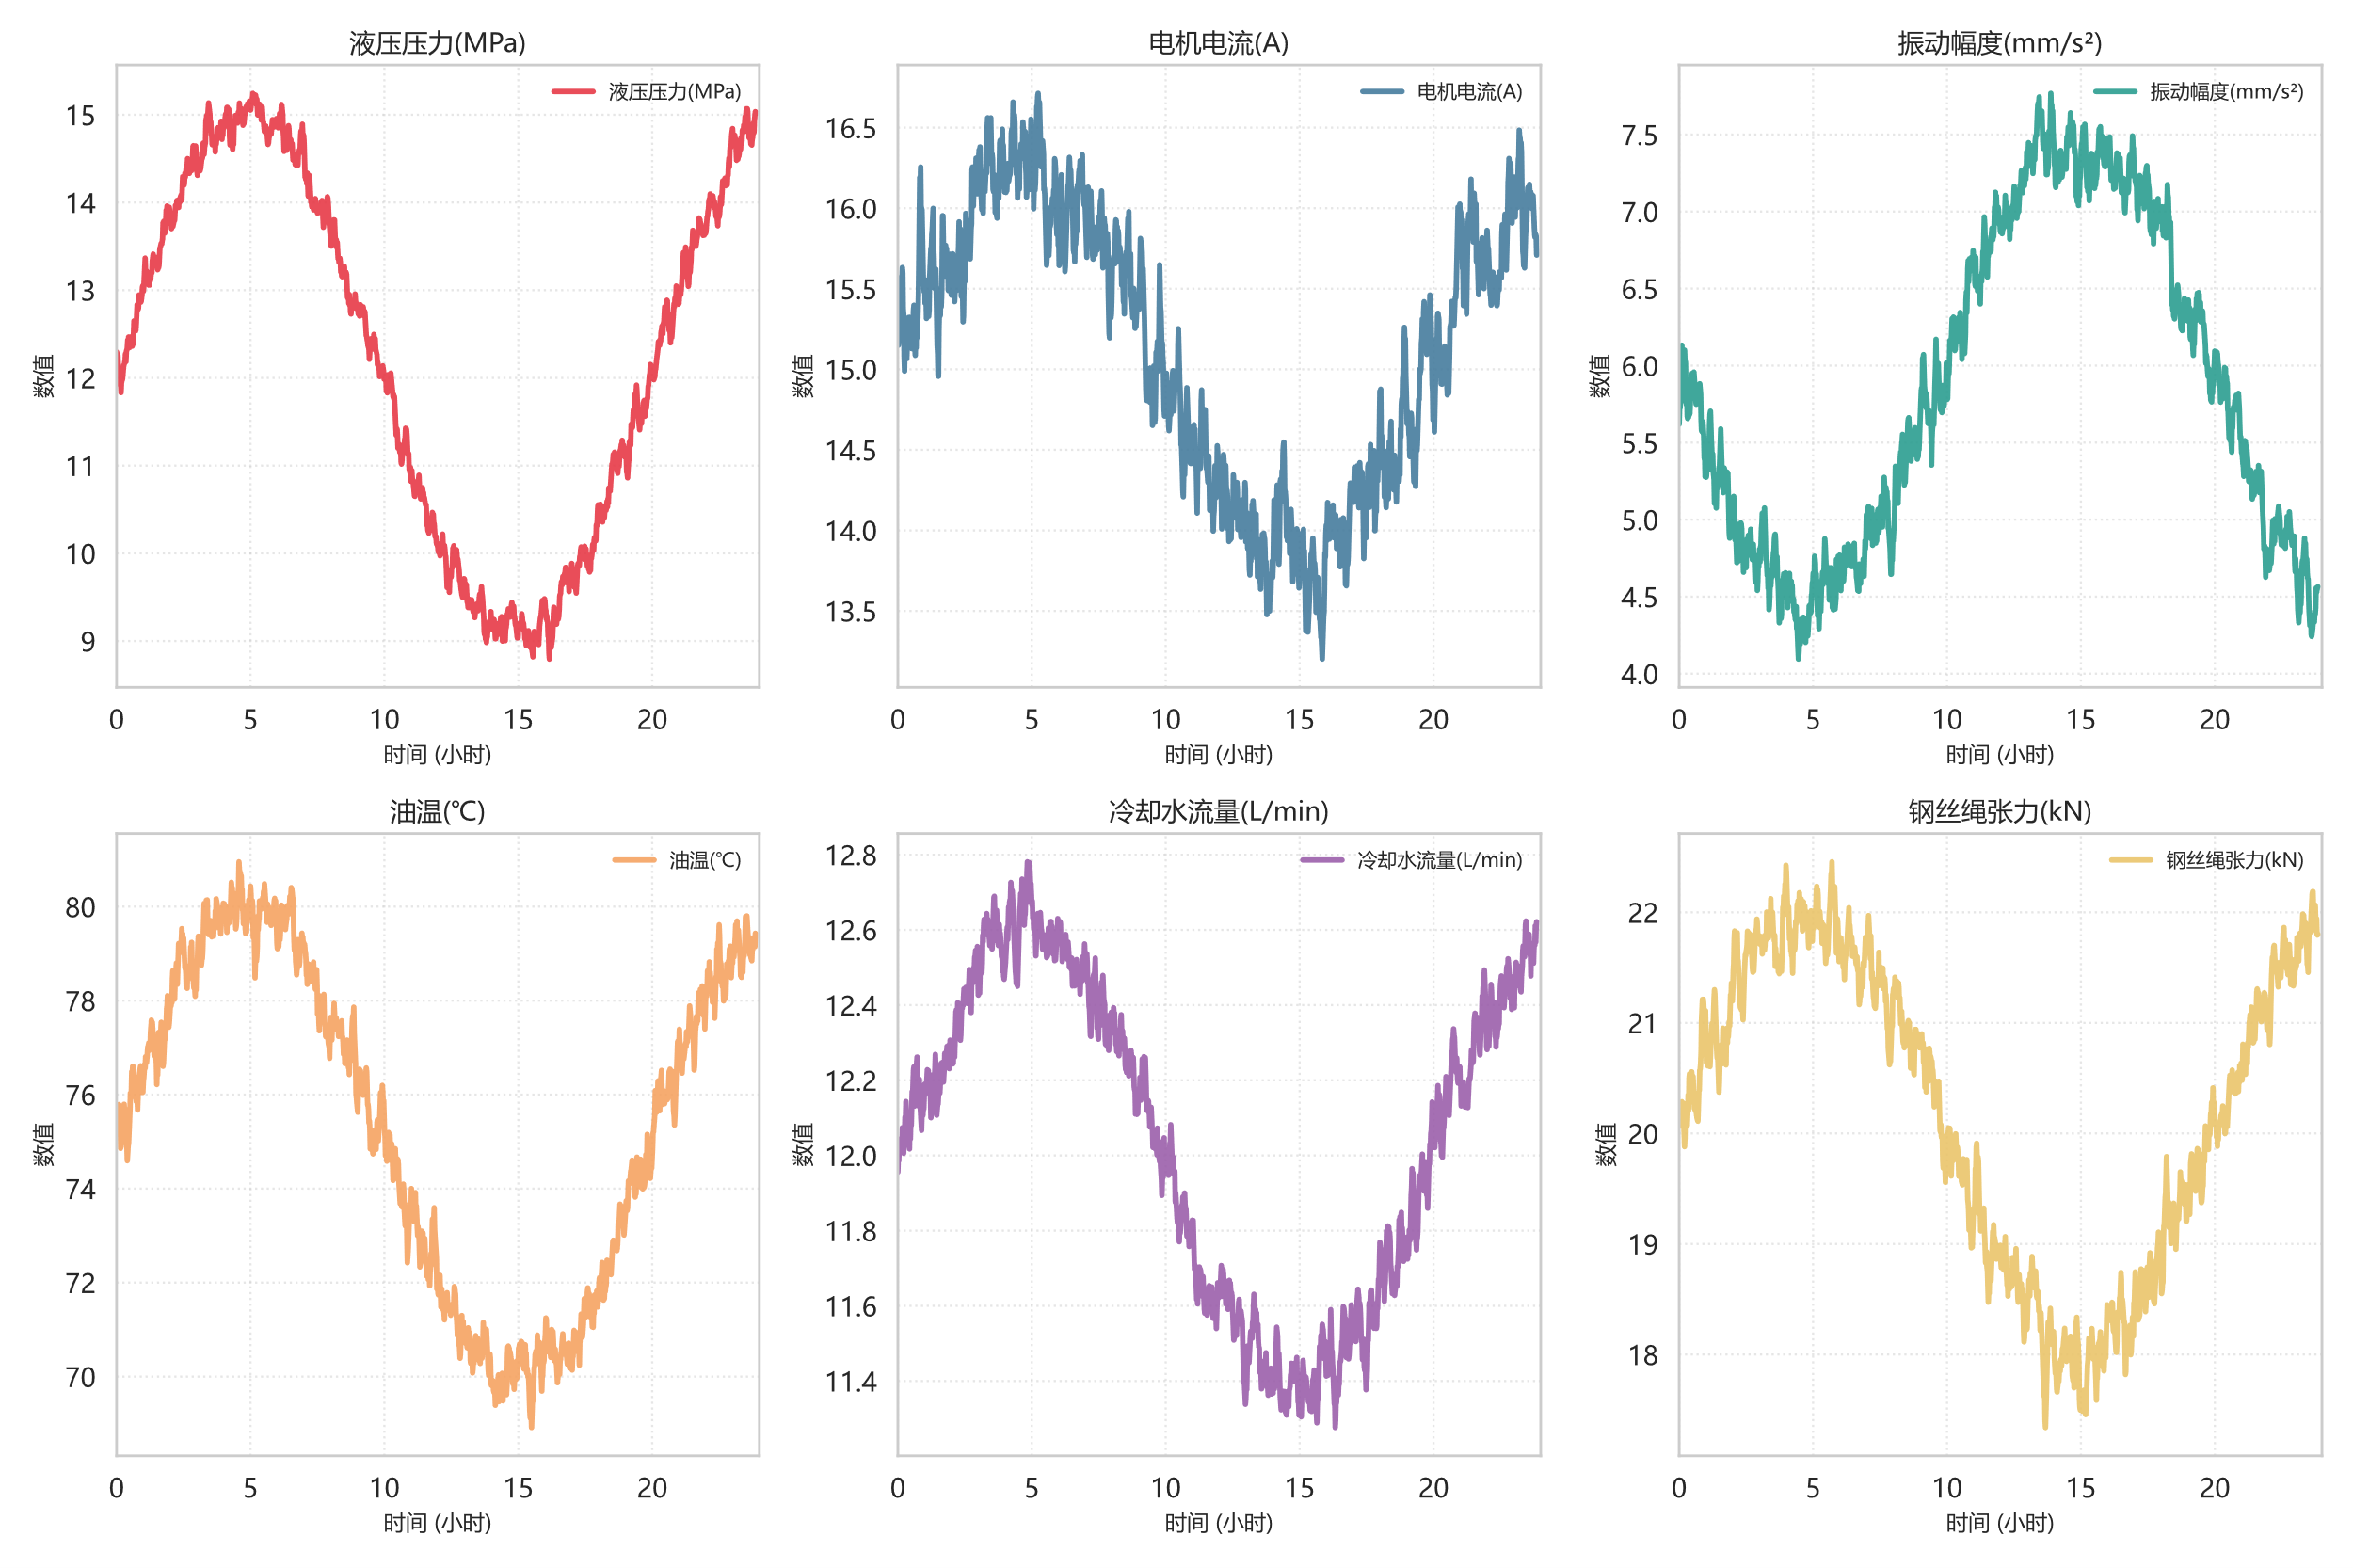 液压压力(MPa)
液压压力(MPa)
数值
15
14
13
12
11
10
9
0 5 10 15 20
时间 (小时)
电机电流(A)
电机电流(A)
数值
16.5
16.0
15.5
15.0
14.5
14.0
13.5
0 5 10 15 20
时间 (小时)
振动幅度(mm/s²)
振动幅度(mm/s²)
数值
7.5
7.0
6.5
6.0
5.5
5.0
4.5
4.0
0 5 10 15 20
时间 (小时)
油温(℃)
油温(℃)
数值
80
78
76
74
72
70
0 5 10 15 20
时间 (小时)
冷却水流量(L/min)
冷却水流量(L/min)
数值
12.8
12.6
12.4
12.2
12.0
11.8
11.6
11.4
0 5 10 15 20
时间 (小时)
钢丝绳张力(kN)
钢丝绳张力(kN)
数值
22
21
20
19
18
0 5 10 15 20
时间 (小时)